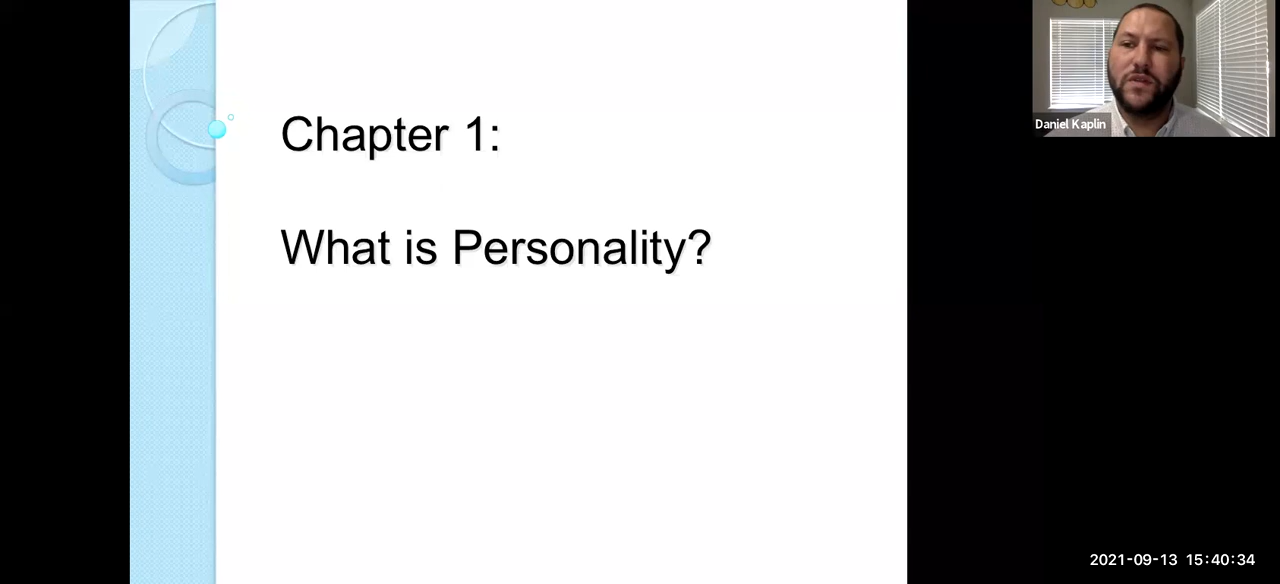 Chapter 1:
What is Personality?
Daniel Kaplin
2021-09-13 15:40:34